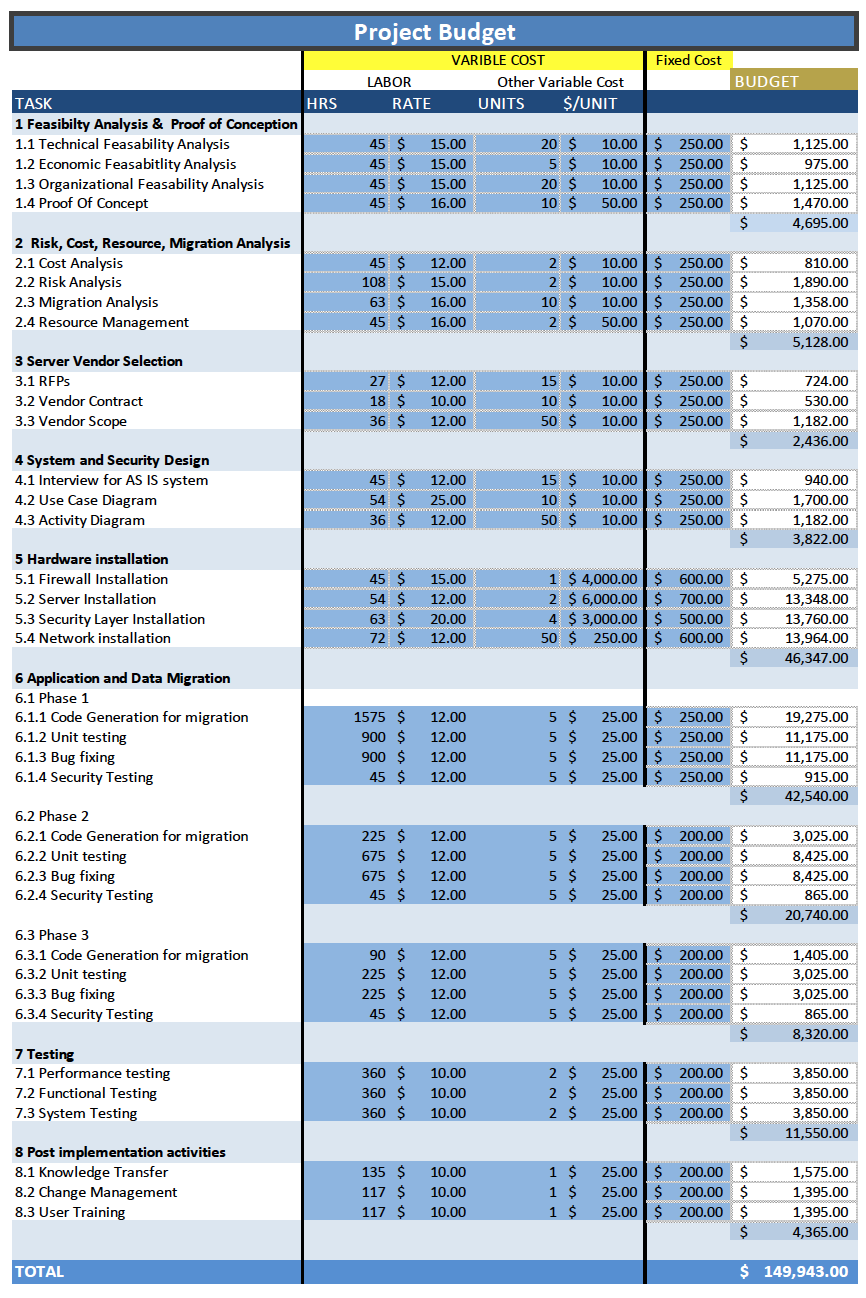 Project Budget
VARIBLE COST Fixed Cost
LABOR Other Variable Cost BUDGET
TASK HRS RATE UNITS $/UNIT
1 Feasibilty Analysis & Proof of Conception
1.1 Technical Feasability Analysis 45 $ 15.00 20 $ 10.00 $ 250.00 $ 1,125.00
1.2 Economic Feasabitlity Analysis 45 $ 15.00 5 $ 10.00 $ 250.00 $ 975.00
1.3 Organizational Feasability Analysis 45 $ 15.00 20 $ 10.00 $ 250.00 $ 1,125.00
1.4 Proof Of Concept 45 $ 16.00 10 $ 50.00 $ 250.00 $ 1,470.00
$ 4,695.00
2 Risk, Cost, Resource, Migration Analysis
2.1 Cost Analysis 45 $ 12.00 2 $ 10.00 $ 250.00 $ 810.00
2.2 Risk Analysis 108 $ 15.00 2 $ 10.00 $ 250.00 $ 1,890.00
2.3 Migration Analysis 63 $ 16.00 10 $ 10.00 $ 250.00 $ 1,358.00
2.4 Resource Management 45 $ 16.00 2 $ 50.00 $ 250.00 $ 1,070.00
$ 5,128.00
3 Server Vendor Selection
3.1 RFPs 27 $ 12.00 15 $ 10.00 $ 250.00 $ 724.00
3.2 Vendor Contract 18 $ 10.00 10 $ 10.00 $ 250.00 $ 530.00
3.3 Vendor Scope 36 $ 12.00 50 $ 10.00 $ 250.00 $ 1,182.00
$ 2,436.00
4 System and Security Design
4.1 Interview for AS IS system 45 $ 12.00 15 $ 10.00 $ 250.00 $ 940.00
4.2 Use Case Diagram 54 $ 25.00 10 $ 10.00 $ 250.00 $ 1,700.00
4.3 Activity Diagram 36 $ 12.00 50 $ 10.00 $ 250.00 $ 1,182.00
$ 3,822.00
5 Hardware installation
5.1 Firewall Installation 45 $ 15.00 1 $ 4,000.00 $ 600.00 $ 5,275.00
5.2 Server Installation 54 $ 12.00 2 $ 6,000.00 $ 700.00 $ 13,348.00
5.3 Security Layer Installation 63 $ 20.00 4 $ 3,000.00 $ 500.00 $ 13,760.00
5.4 Network installation 72 $ 12.00 50 $ 250.00 $ 600.00 $ 13,964.00
$ 46,347.00
6 Application and Data Migration
6.1 Phase 1
6.1.1 Code Generation for migration 1575 $ 12.00 5 $ 25.00 $ 250.00 $ 19,275.00
6.1.2 Unit testing 900 $ 12.00 5 $ 25.00 $ 250.00 $ 11,175.00
6.1.3 Bug fixing 900 $ 12.00 5 $ 25.00 $ 250.00 $ 11,175.00
6.1.4 Security Testing 45 $ 12.00 5 $ 25.00 $ 250.00 $ 915.00
$ 42,540.00
6.2 Phase 2
6.2.1 Code Generation for migration 225 $ 12.00 5 $ 25.00 $ 200.00 $ 3,025.00
6.2.2 Unit testing 675 $ 12.00 5 $ 25.00 $ 200.00 $ 8,425.00
6.2.3 Bug fixing 675 $ 12.00 5 $ 25.00 $ 200.00 $ 8,425.00
6.2.4 Security Testing 45 $ 12.00 5 $ 25.00 $ 200.00 $ 865.00
$ 20,740.00
6.3 Phase 3
6.3.1 Code Generation for migration 90 $ 12.00 5 $ 25.00 $ 200.00 $ 1,405.00
6.3.2 Unit testing 225 $ 12.00 5 $ 25.00 $ 200.00 $ 3,025.00
6.3.3 Bug fixing 225 $ 12.00 5 $ 25.00 $ 200.00 $ 3,025.00
6.3.4 Security Testing 45 $ 12.00 5 $ 25.00 $ 200.00 $ 865.00
$ 8,320.00
7 Testing
7.1 Performance testing 360 $ 10.00 2 $ 25.00 $ 200.00 $ 3,850.00
7.2 Functional Testing 360 $ 10.00 2 $ 25.00 $ 200.00 $ 3,850.00
7.3 System Testing 360 $ 10.00 2 $ 25.00 $ 200.00 $ 3,850.00
$ 11,550.00
8 Post implementation activities
8.1 Knowledge Transfer 135 $ 10.00 1 $ 25.00 $ 200.00 $ 1,575.00
8.2 Change Management 117 $ 10.00 1 $ 25.00 $ 200.00 $ 1,395.00
8.3 User Training 117 $ 10.00 1 $ 25.00 $ 200.00 $ 1,395.00
$ 4,365.00
TOTAL $ 149,943.00